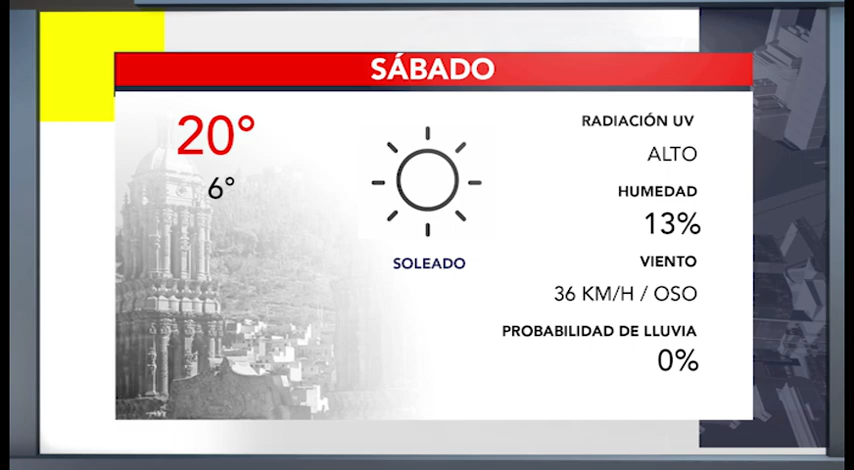 SÁBADO
20°
6°
SOLEADO
RADIACIÓN UV
ALTO
HUMEDAD
13%
VIENTO
36 KM/H / OSO
PROBABILIDAD DE LLUVIA
0%